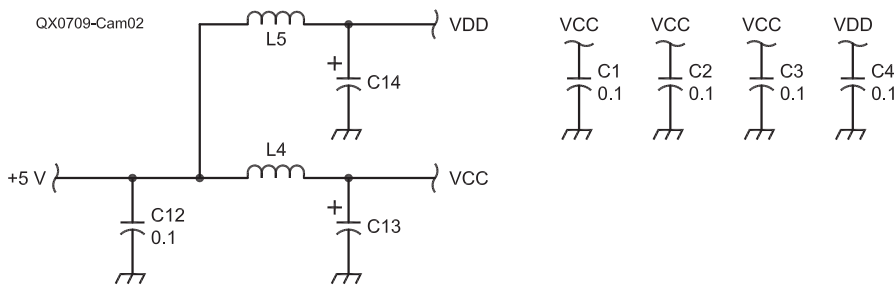 QX0709-Cam02
L5
VDD
+
C14
+5 V
L4
VCC
C12
0.1
+
C13
VCC
C1
0.1
VCC
C2
0.1
VCC
C3
0.1
VDD
C4
0.1